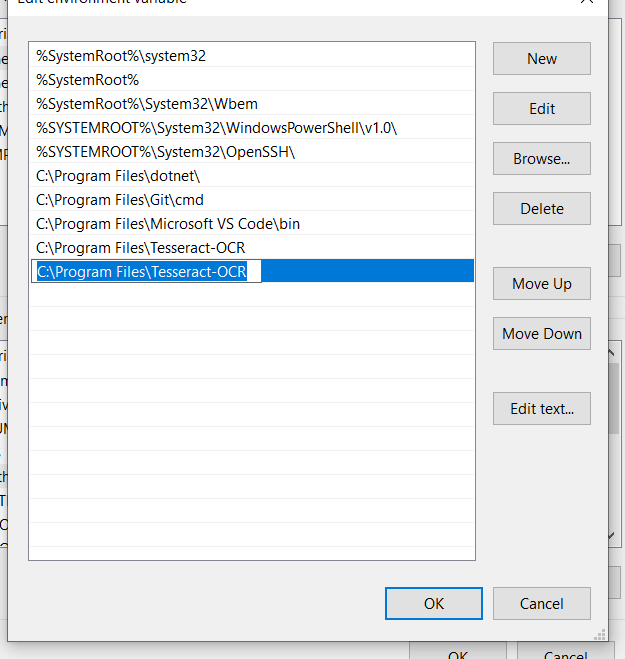 Edit environment variable
%SystemRoot%\system32
%SystemRoot%
%SystemRoot%\System32\Wbem
%SYSTEMROOT%\System32\WindowsPowerShell\v1.0\
%SYSTEMROOT%\System32\OpenSSH\
C:\Program Files\dotnet\
C:\Program Files\Git\cmd
C:\Program Files\Microsoft VS Code\bin
C:\Program Files\Tesseract-OCR
C:\Program Files\Tesseract-OCR
New
Edit
Browse...
Delete
Move Up
Move Down
Edit text...
OK
Cancel
OK
Cancel